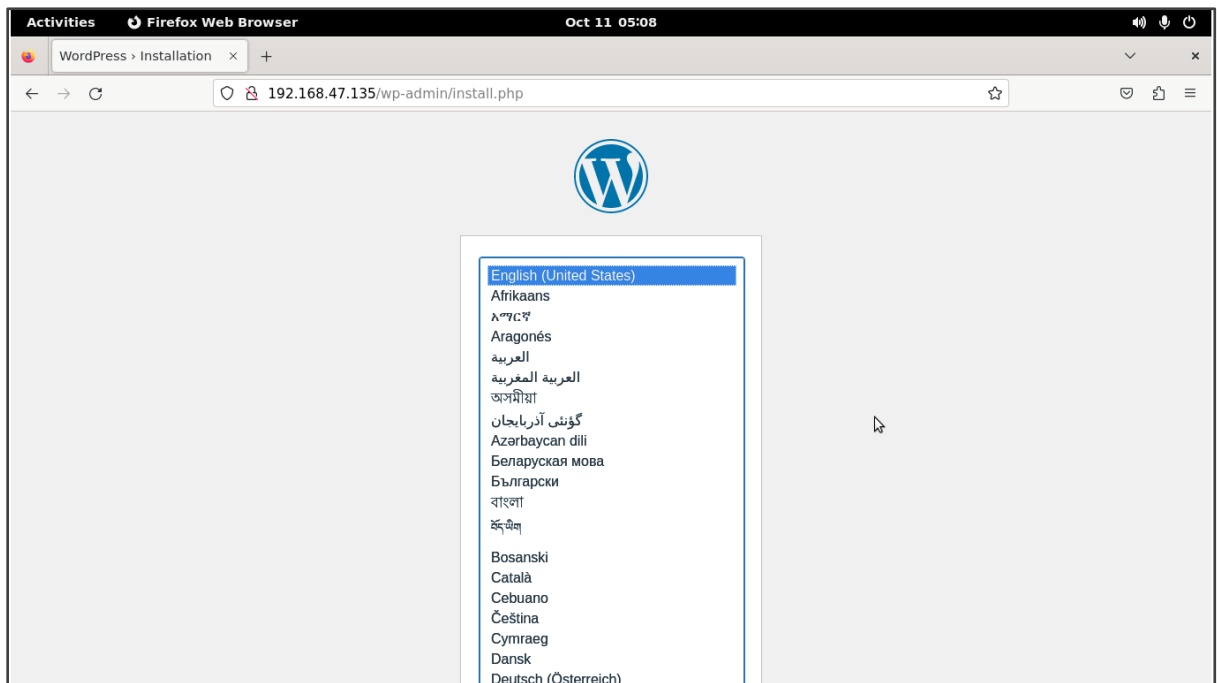 Activities Firefox Web Browser Oct 11 05:08
WordPress › Installation × +
192.168.47.135/wp-admin/install.php
English (United States)
Afrikaans
አማርኛ
Aragonés
العربية
العربية المغربية
অসমীয়া
گؤنئی آذربایجان
Azərbaycan dili
Беларуская мова
Български
বাংলা
བོད་ཡིག
Bosanski
Català
Cebuano
Čeština
Cymraeg
Dansk
Deutsch (Österreich)